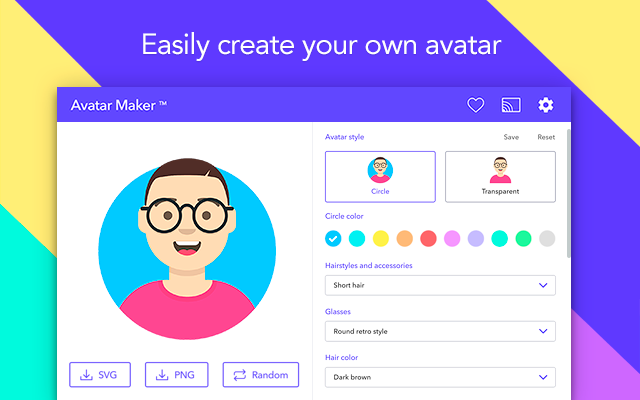 Easily create your own avatar
Avatar Maker ™
Avatar style
Save
Reset
Circle
Transparent
Circle color
Hairstyles and accessories
Short hair
Glasses
Round retro style
Hair color
Dark brown
SVG
PNG
Random